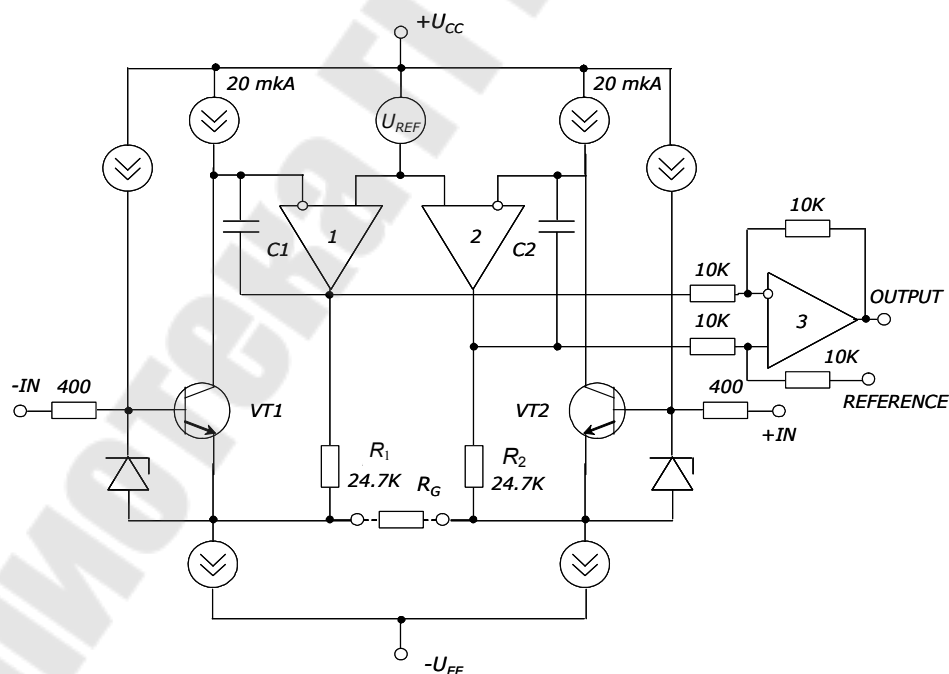 +U_CC
20 mkA
20 mkA
U_REF
1
2
C1
C2
10K
10K
OUTPUT
3
10K
10K
REFERENCE
-IN
400
VT1
VT2
400
+IN
R1
24.7K
R2
24.7K
R_G
-U_EE